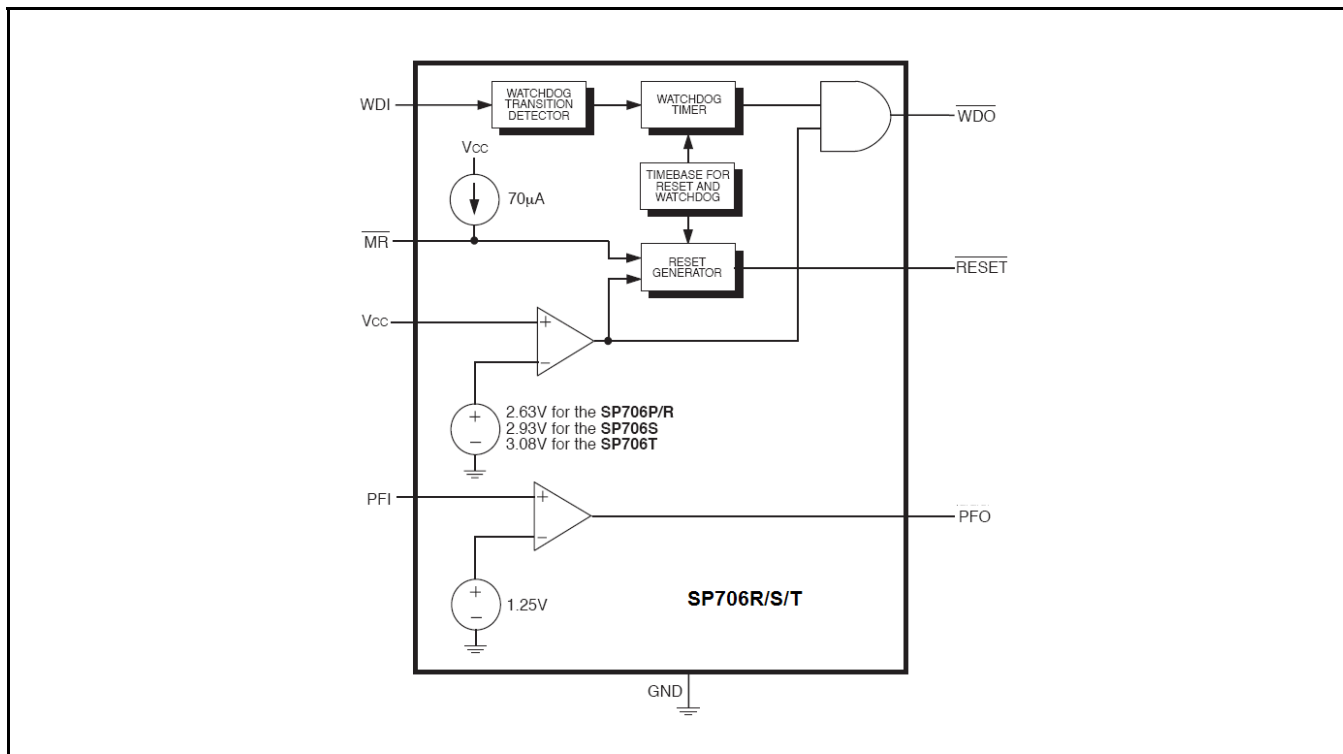 WDI
WATCHDOG
TRANSITION
DETECTOR
WATCHDOG
TIMER
WDO
VCC
70µA
TIMEBASE FOR
RESET AND
WATCHDOG
MR
RESET
GENERATOR
RESET
VCC
+
−
+
−
2.63V for the SP706P/R
2.93V for the SP706S
3.08V for the SP706T
PFI
+
−
PFO
+
−
1.25V
SP706R/S/T
GND